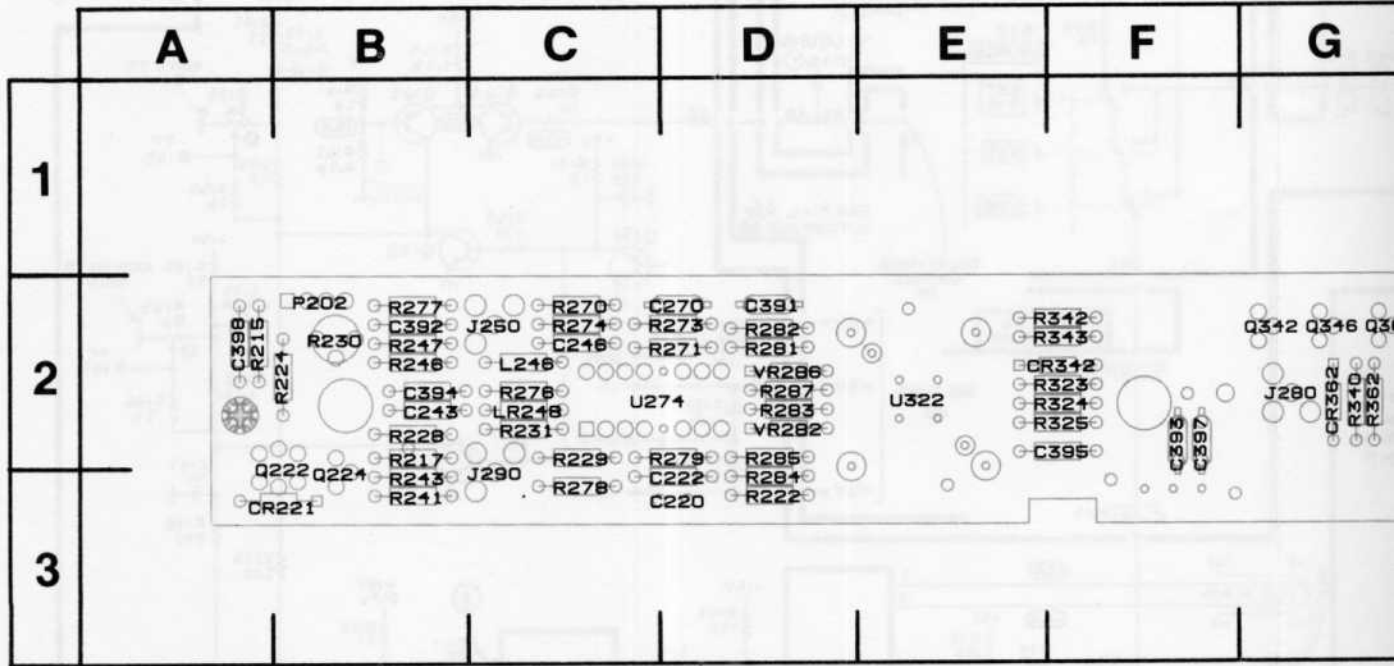 A B C D E F G
1
2
3
P202 R277 R270 C270 C391
C398 R215 R224 R230 C392 J250 R274 R273 R282 R342 Q342 Q346
R247 C246 R271 R281 R343
R246 L246 VR286 CR342
C394 R276 R287 R323 J280 CR362 R340 R362
C243 LR248 U274 R283 U322 R324
R228 R231 VR282 R325 C393 C397
Q222 Q224 R217 J290 R229 R279 R285 C395
R243 C222 R284
CR221 R241 R278 C220 R222